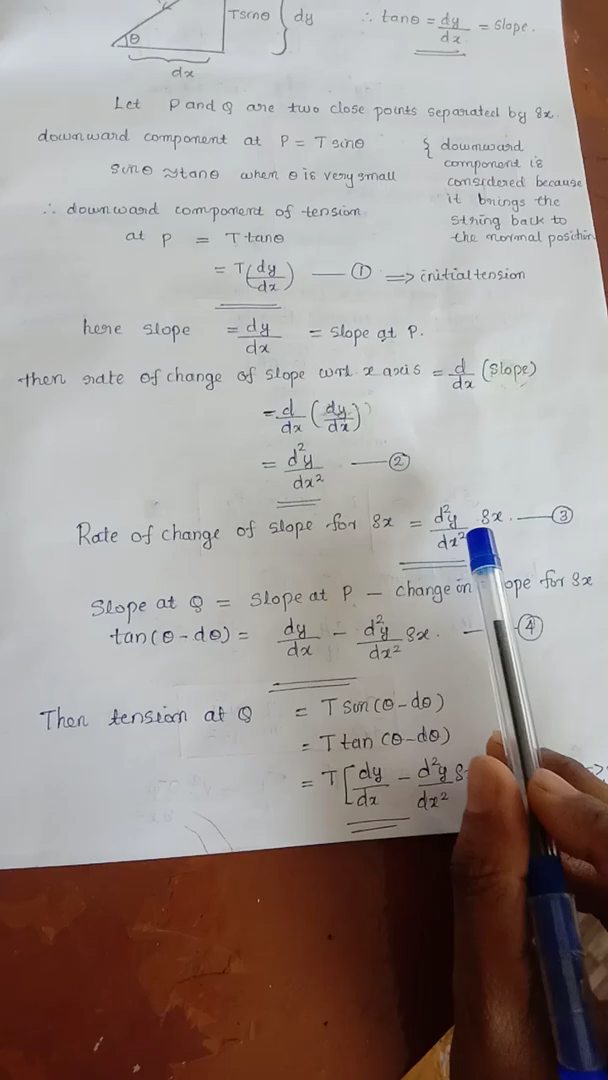 Tsinθ } dy ∴ tanθ = dy/dx = slope.
θ
dx
Let P and Q are two close points separated by δx.
downward component at P = T sinθ
{ downward component is considered because it brings the string back to the normal position
sinθ ≈ tanθ when θ is very small
∴ downward component of tension
at P = T tanθ
= T(dy/dx) —— ① ⟹ initial tension
here slope = dy/dx = slope at P.
then rate of change of slope wrt x axis = d/dx (slope)
= d/dx (dy/dx)
= d²y/dx² —— ②
Rate of change of slope for δx = d²y/dx² δx. —— ③
slope at Q = slope at P – change in slope for δx
tan(θ-dθ) = dy/dx – d²y/dx² δx. — ④
Then tension at Q = T sin(θ-dθ)
= T tan(θ-dθ)
= T[dy/dx – d²y/dx² δ